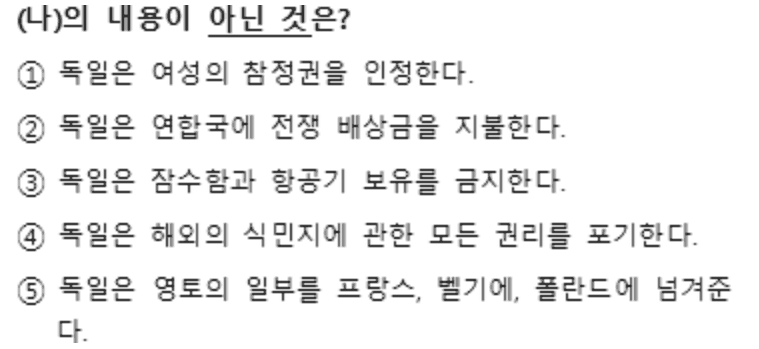 (나)의 내용이 아닌 것은?
① 독일은 여성의 참정권을 인정한다.
② 독일은 연합국에 전쟁 배상금을 지불한다.
③ 독일은 잠수함과 항공기 보유를 금지한다.
④ 독일은 해외의 식민지에 관한 모든 권리를 포기한다.
⑤ 독일은 영토의 일부를 프랑스, 벨기에, 폴란드에 넘겨준
다.